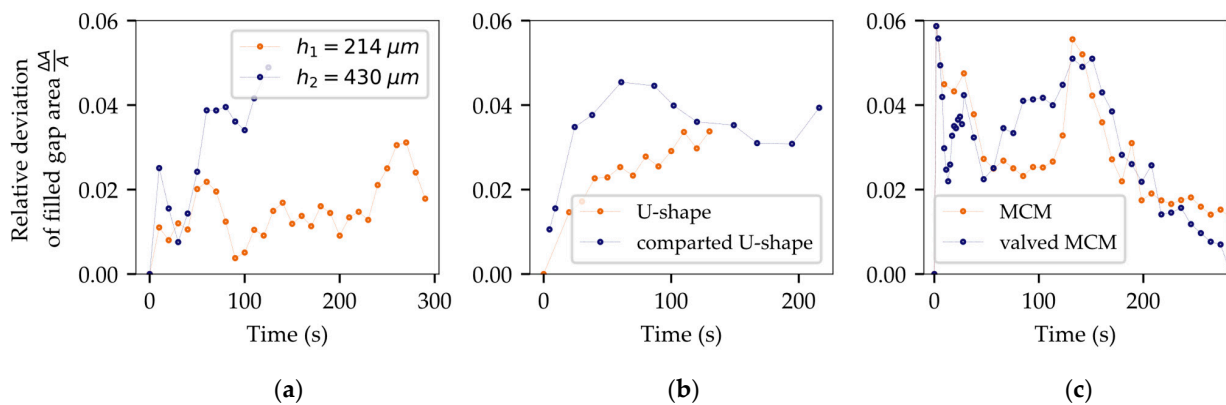 Relative deviation
of filled gap area ΔA/A
0.06
0.04
0.02
0.00
h₁ = 214 μm
h₂ = 430 μm
0
100
200
300
Time (s)
(a)
0.06
0.04
0.02
0.00
U-shape
comparted U-shape
0
100
200
Time (s)
(b)
0.06
0.04
0.02
0.00
MCM
valved MCM
0
100
200
Time (s)
(c)